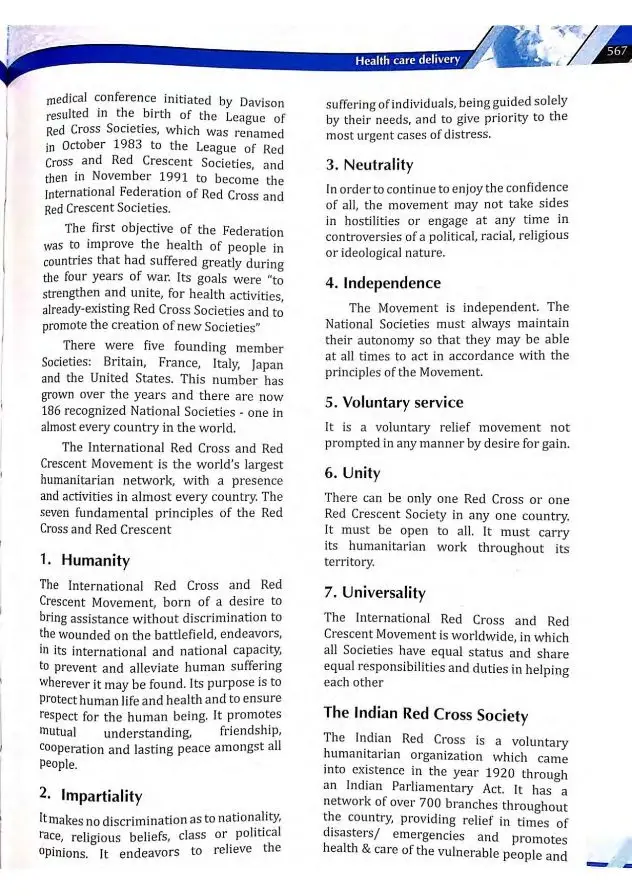 Health care delivery
567
medical conference initiated by Davison
resulted in the birth of the League of
Red Cross Societies, which was renamed
in October 1983 to the League of Red
Cross and Red Crescent Societies, and
then in November 1991 to become the
International Federation of Red Cross and
Red Crescent Societies.
The first objective of the Federation
was to improve the health of people in
countries that had suffered greatly during
the four years of war. Its goals were "to
strengthen and unite, for health activities,
already-existing Red Cross Societies and to
promote the creation of new Societies"
There were five founding member
Societies: Britain, France, Italy, Japan
and the United States. This number has
grown over the years and there are now
186 recognized National Societies - one in
almost every country in the world.
The International Red Cross and Red
Crescent Movement is the world's largest
humanitarian network, with a presence
and activities in almost every country. The
seven fundamental principles of the Red
Cross and Red Crescent
1. Humanity
The International Red Cross and Red
Crescent Movement, born of a desire to
bring assistance without discrimination to
the wounded on the battlefield, endeavors,
in its international and national capacity,
to prevent and alleviate human suffering
wherever it may be found. Its purpose is to
protect human life and health and to ensure
respect for the human being. It promotes
mutual understanding, friendship,
cooperation and lasting peace amongst all
people.
2. Impartiality
It makes no discrimination as to nationality,
race, religious beliefs, class or political
opinions. It endeavors to relieve the
suffering of individuals, being guided solely
by their needs, and to give priority to the
most urgent cases of distress.
3. Neutrality
In order to continue to enjoy the confidence
of all, the movement may not take sides
in hostilities or engage at any time in
controversies of a political, racial, religious
or ideological nature.
4. Independence
The Movement is independent. The
National Societies must always maintain
their autonomy so that they may be able
at all times to act in accordance with the
principles of the Movement.
5. Voluntary service
It is a voluntary relief movement not
prompted in any manner by desire for gain.
6. Unity
There can be only one Red Cross or one
Red Crescent Society in any one country.
It must be open to all. It must carry
its humanitarian work throughout its
territory.
7. Universality
The International Red Cross and Red
Crescent Movement is worldwide, in which
all Societies have equal status and share
equal responsibilities and duties in helping
each other
The Indian Red Cross Society
The Indian Red Cross is a voluntary
humanitarian organization which came
into existence in the year 1920 through
an Indian Parliamentary Act. It has a
network of over 700 branches throughout
the country, providing relief in times of
disasters/ emergencies and promotes
health & care of the vulnerable people and